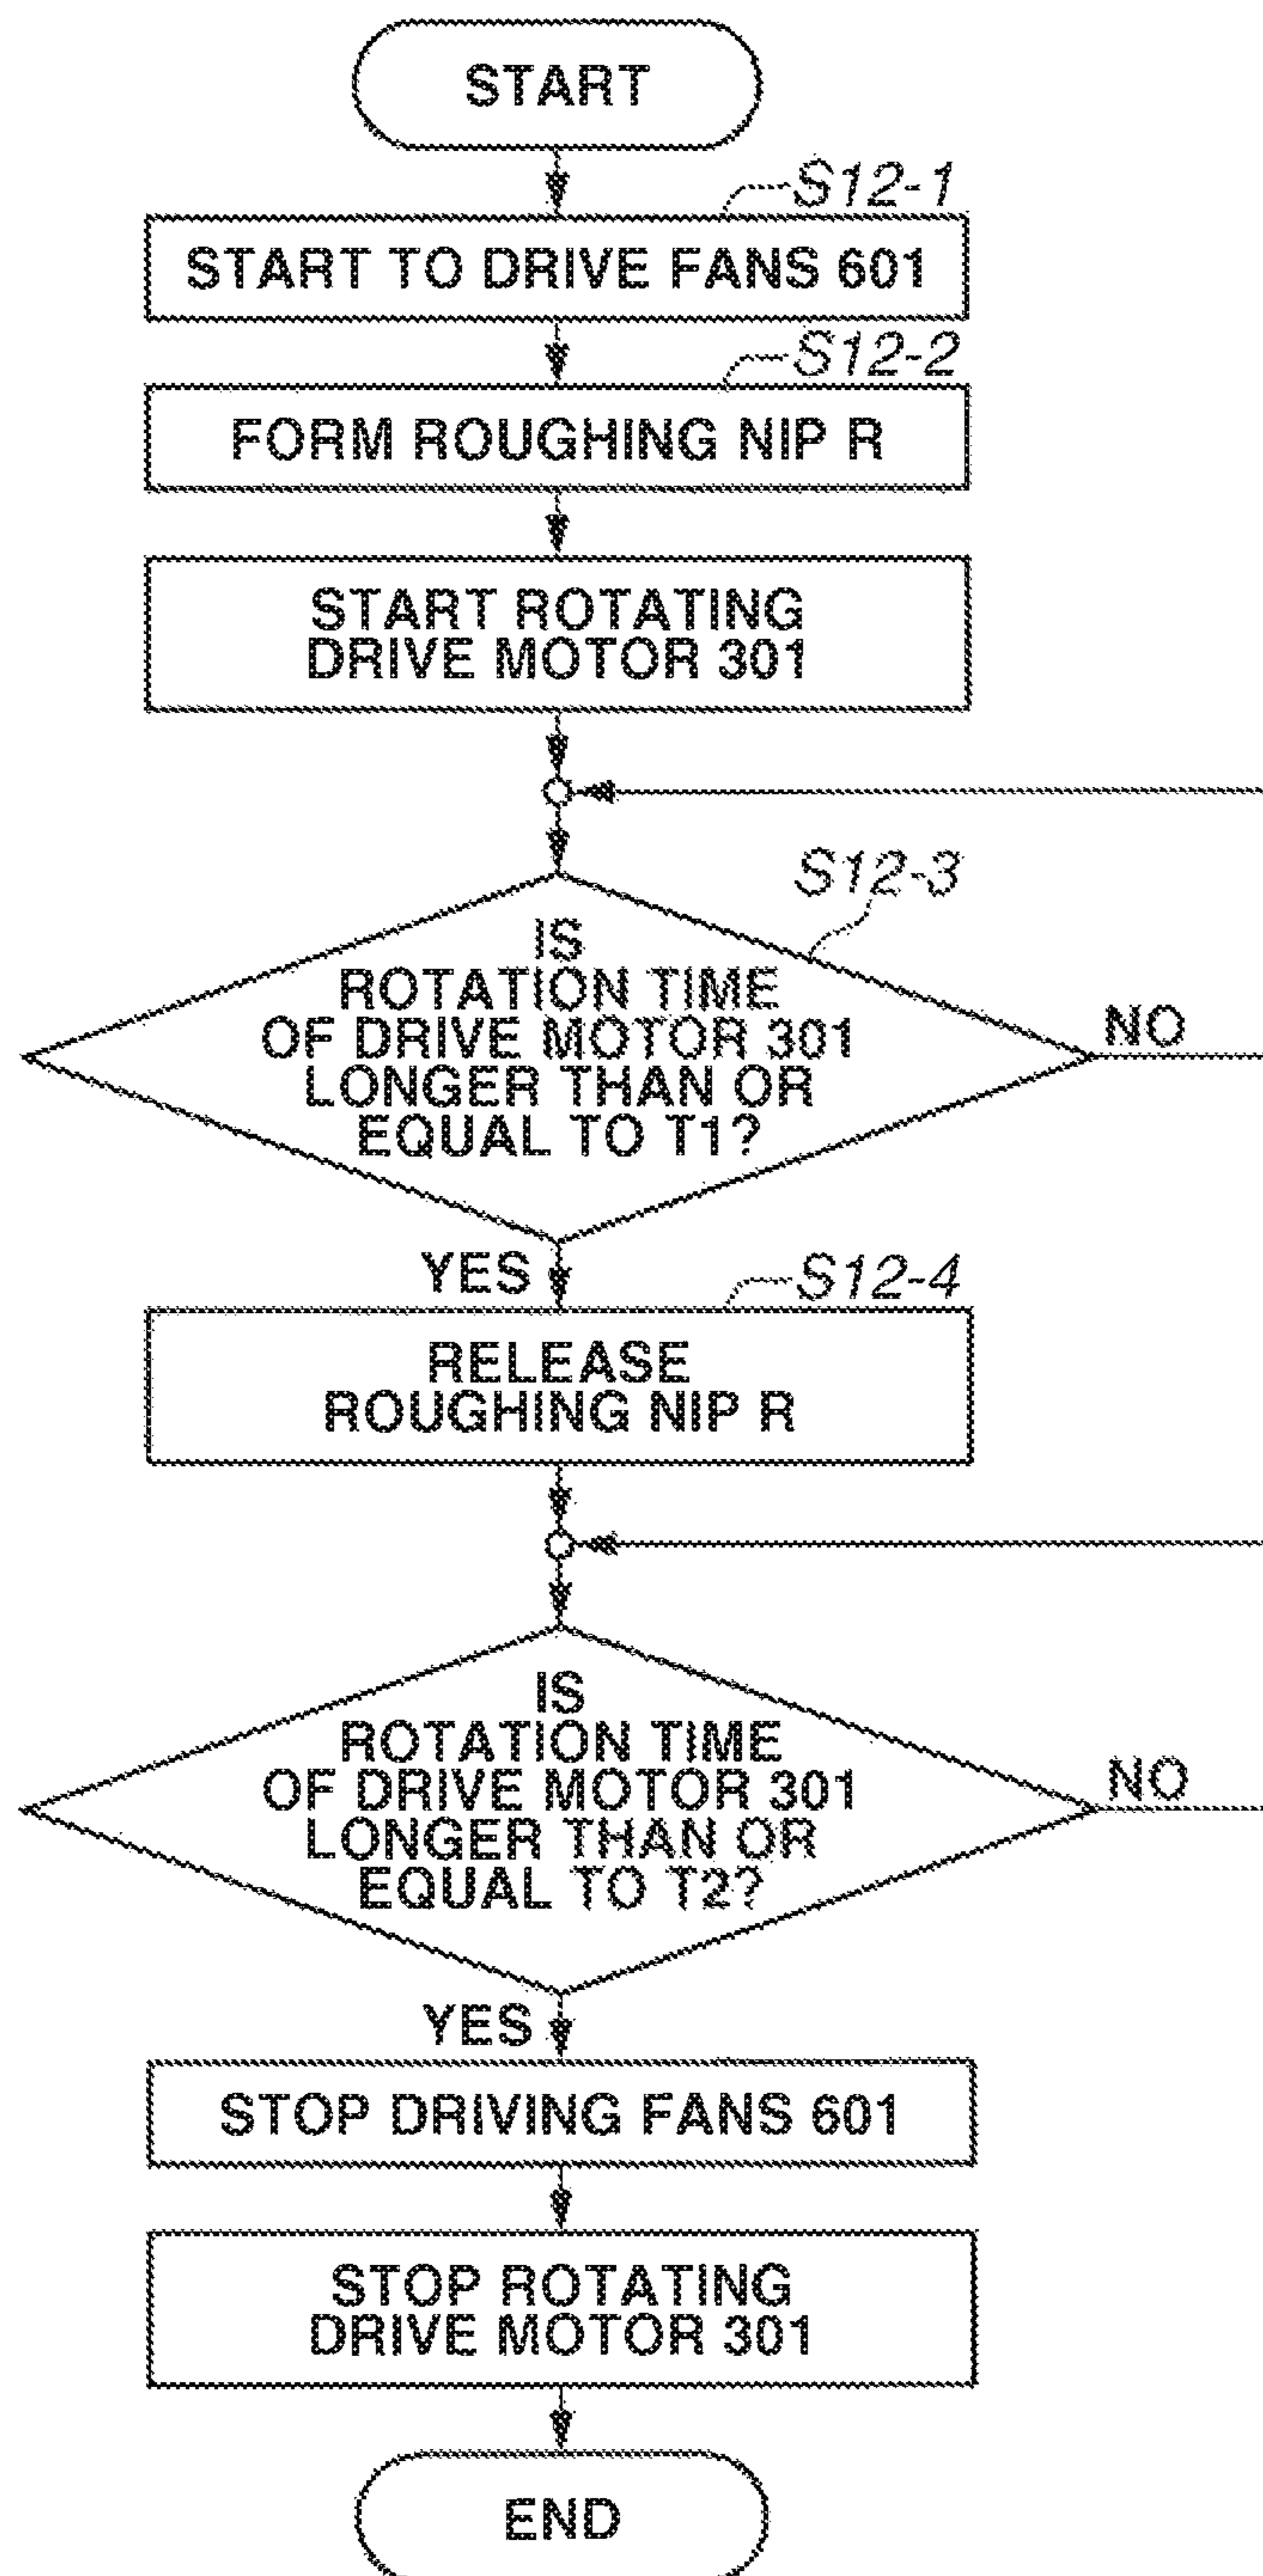 START
S12-1
START TO DRIVE FANS 601
S12-2
FORM ROUGHING NIP R
START ROTATING
DRIVE MOTOR 301
S12-3
IS
ROTATION TIME
OF DRIVE MOTOR 301
LONGER THAN OR
EQUAL TO T1?
NO
YES
S12-4
RELEASE
ROUGHING NIP R
IS
ROTATION TIME
OF DRIVE MOTOR 301
LONGER THAN OR
EQUAL TO T2?
NO
YES
STOP DRIVING FANS 601
STOP ROTATING
DRIVE MOTOR 301
END